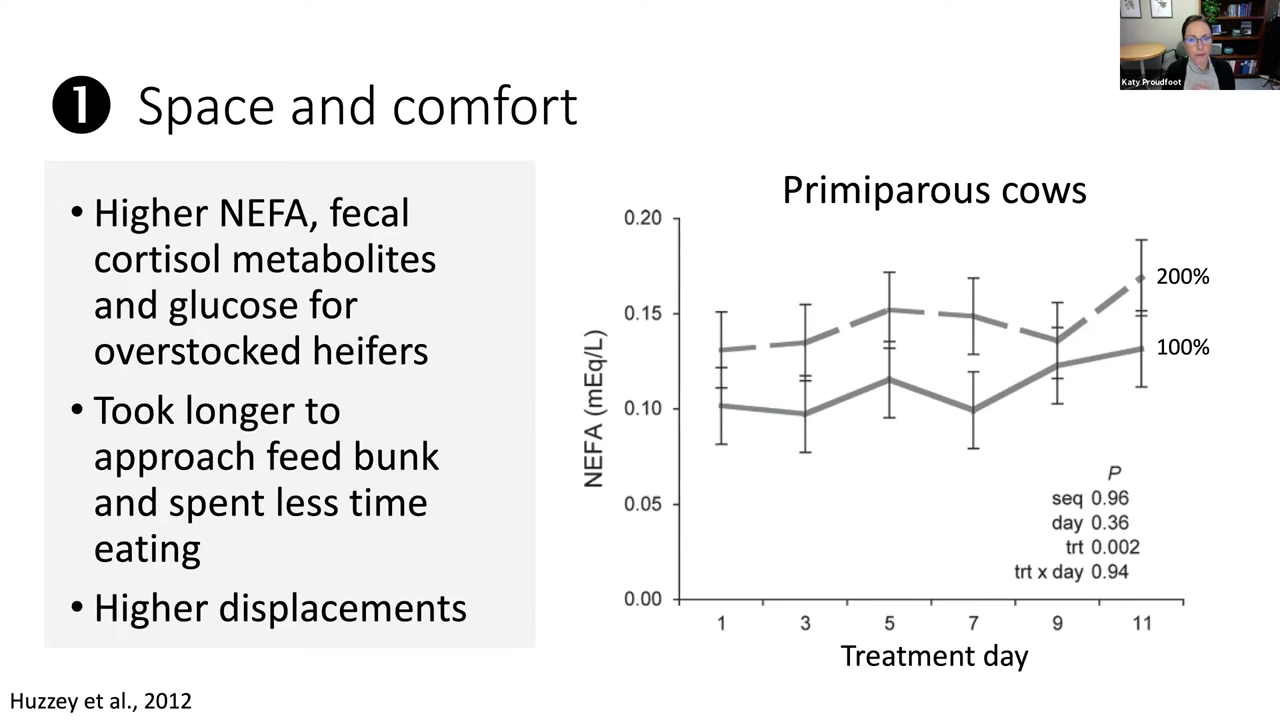 Katy Proudfoot
1 Space and comfort
• Higher NEFA, fecal
cortisol metabolites
and glucose for
overstocked heifers
• Took longer to
approach feed bunk
and spent less time
eating
• Higher displacements
Primiparous cows
NEFA (mEq/L)
0.20
0.15
0.10
0.05
0.00
200%
100%
P
seq 0.96
day 0.36
trt 0.002
trt x day 0.94
1 3 5 7 9 11
Treatment day
Huzzey et al., 2012